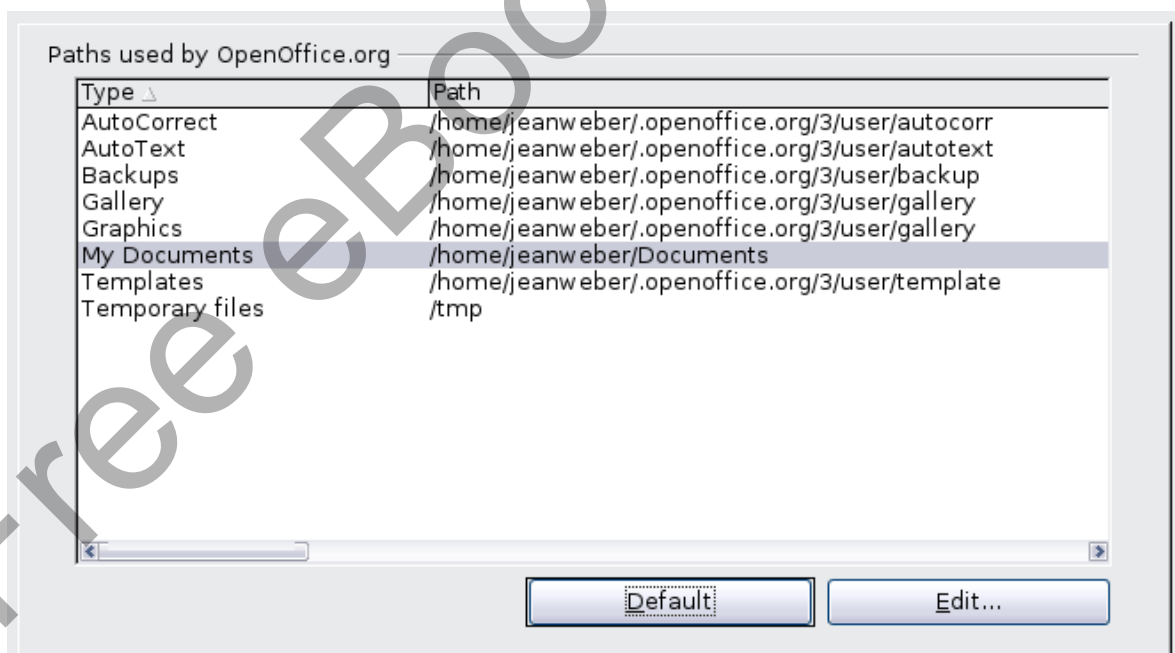 Paths used by OpenOffice.org
Type Path
AutoCorrect /home/jeanweber/.openoffice.org/3/user/autocorr
AutoText /home/jeanweber/.openoffice.org/3/user/autotext
Backups /home/jeanweber/.openoffice.org/3/user/backup
Gallery /home/jeanweber/.openoffice.org/3/user/gallery
Graphics /home/jeanweber/.openoffice.org/3/user/gallery
My Documents /home/jeanweber/Documents
Templates /home/jeanweber/.openoffice.org/3/user/template
Temporary files /tmp
Default Edit...
Free eBoo